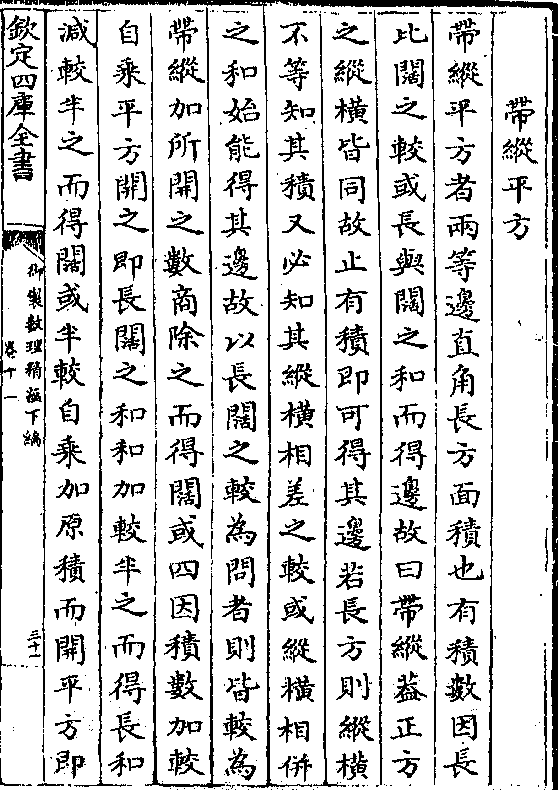 帶縱平方
帶縱平方者兩等邊直角長方面積也有積數因長
比闊之較或長與闊之和而得邊故曰帶縱葢正方
之縱橫皆同故止有積即可得其邊若長方則縱橫
不等知其積又必知其縱橫相差之較或縱橫相併
之和始能得其邊故以長闊之較為問者則皆較為
帶縱加所開之數商除之而得闊或四因積數加較
自乘平方開之即長闊之和和加較半之而得長和
減較半之而得闊或半較自乘加原積而開平方即
欽定四庫全書
御製數理精蘊下編
卷十一
三十一